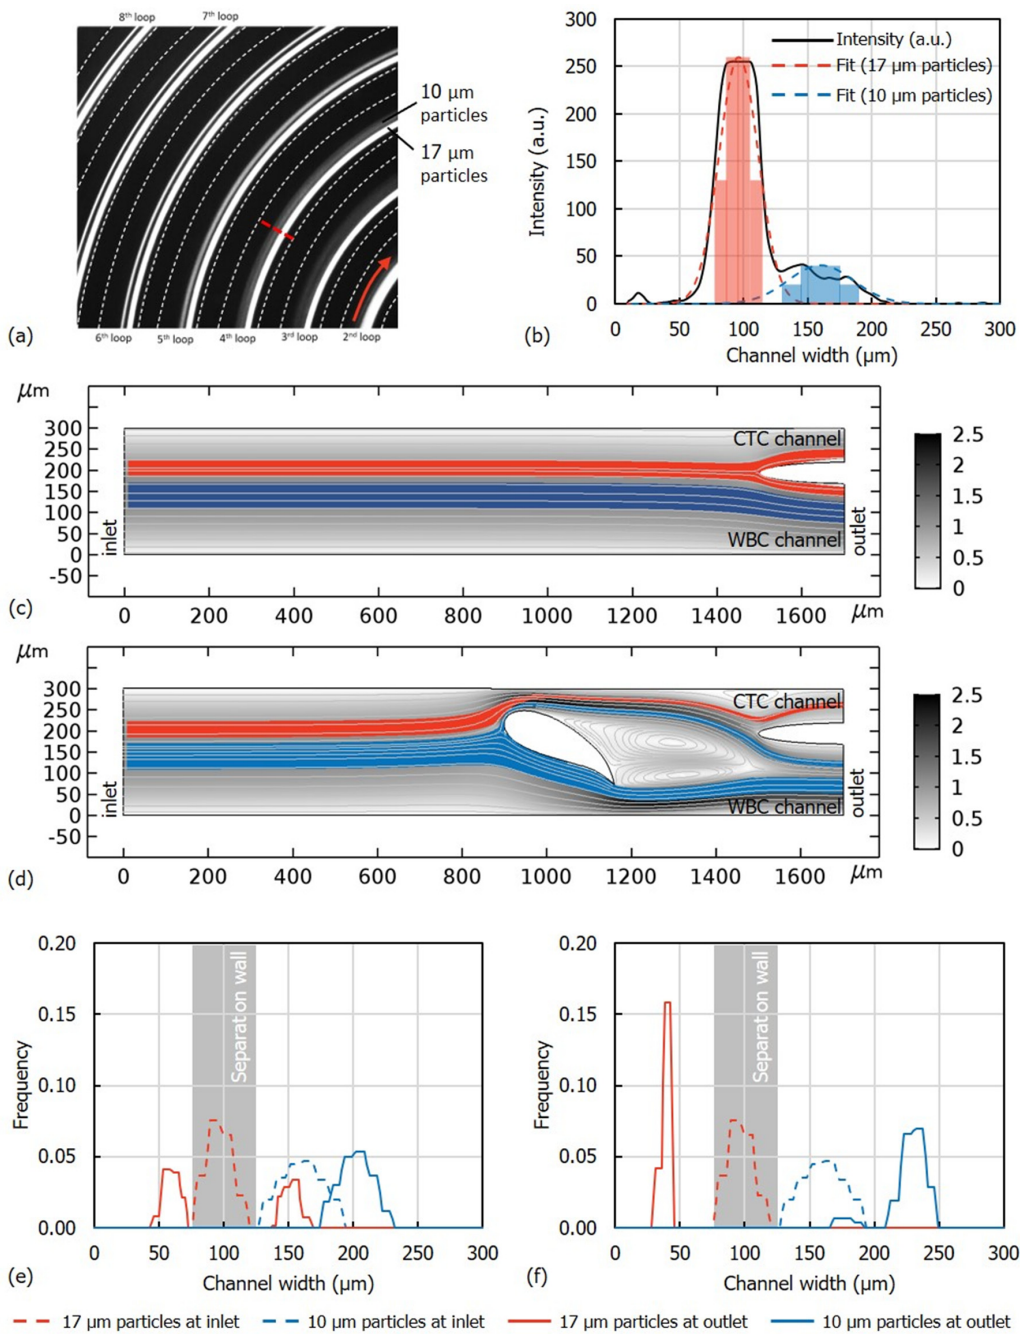 8th loop
7th loop
10 μm
particles
17 μm
particles
6th loop
5th loop
4th loop
3rd loop
2nd loop
(a)
300
250
200
150
100
50
0
Intensity (a.u.)
Intensity (a.u.)
Fit (17 μm particles)
Fit (10 μm particles)
0 50 100 150 200 250 300
Channel width (μm)
(b)
μm
300
250
200
150
100
50
0
-50
inlet
CTC channel
WBC channel
outlet
0 200 400 600 800 1000 1200 1400 1600 μm
2.5
2
1.5
1
0.5
0
(c)
μm
300
250
200
150
100
50
0
-50
inlet
CTC channel
WBC channel
outlet
0 200 400 600 800 1000 1200 1400 1600 μm
2.5
2
1.5
1
0.5
0
(d)
0.20
0.15
0.10
0.05
0.00
Frequency
Separation wall
0 50 100 150 200 250 300
Channel width (μm)
(e)
0.20
0.15
0.10
0.05
0.00
Frequency
Separation wall
0 50 100 150 200 250 300
Channel width (μm)
(f)
17 μm particles at inlet 10 μm particles at inlet 17 μm particles at outlet 10 μm particles at outlet